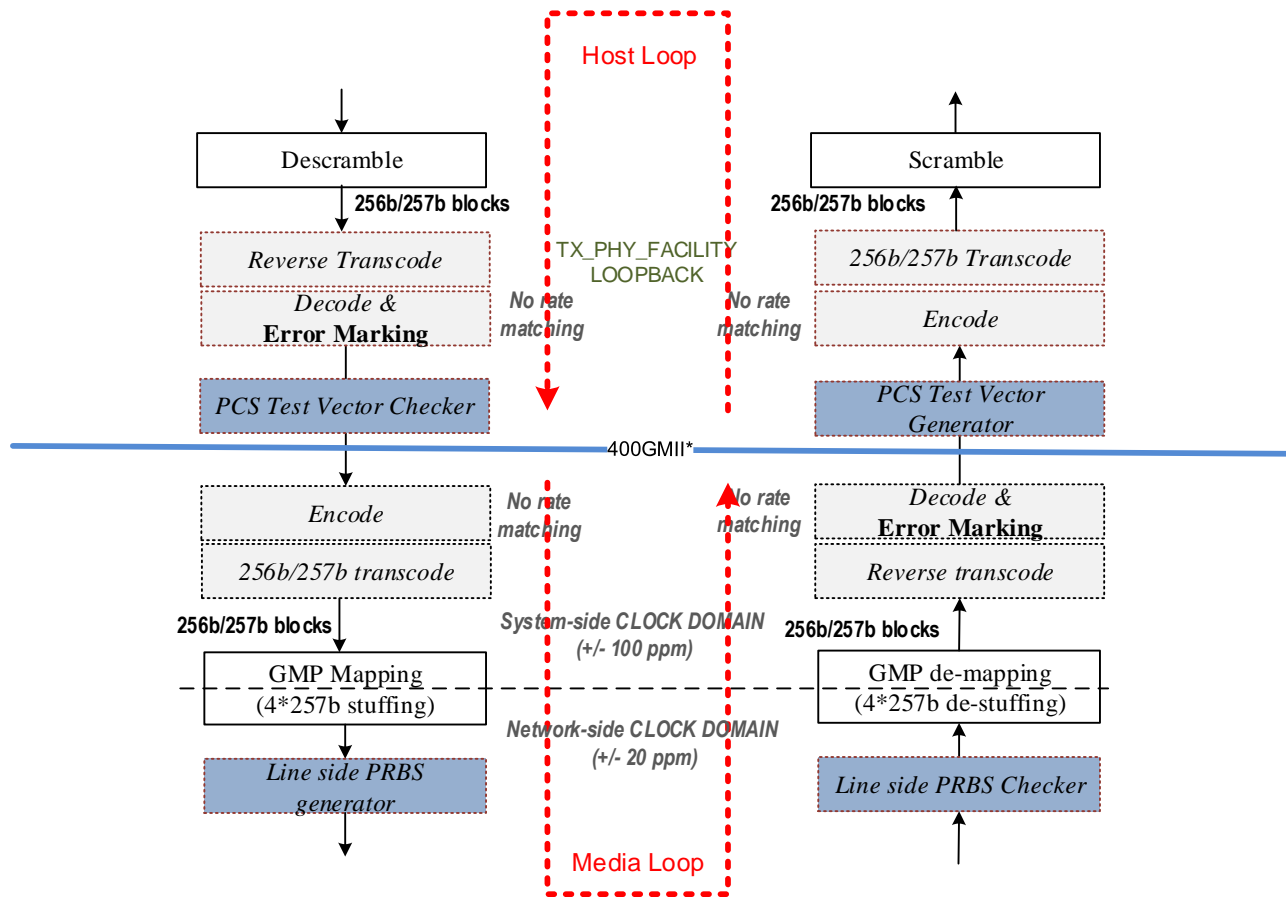 Host Loop
Descramble
Scramble
256b/257b blocks
256b/257b blocks
Reverse Transcode
TX_PHY_FACILITY
LOOPBACK
256b/257b Transcode
Decode &
Error Marking
No rate
matching
No rate
matching
Encode
PCS Test Vector Checker
PCS Test Vector
Generator
400GMII*
Encode
No rate
matching
No rate
matching
Decode &
Error Marking
256b/257b transcode
Reverse transcode
256b/257b blocks
System-side CLOCK DOMAIN
(+/- 100 ppm)
256b/257b blocks
GMP Mapping
(4*257b stuffing)
GMP de-mapping
(4*257b de-stuffing)
Network-side CLOCK DOMAIN
(+/- 20 ppm)
Line side PRBS
generator
Line side PRBS Checker
Media Loop